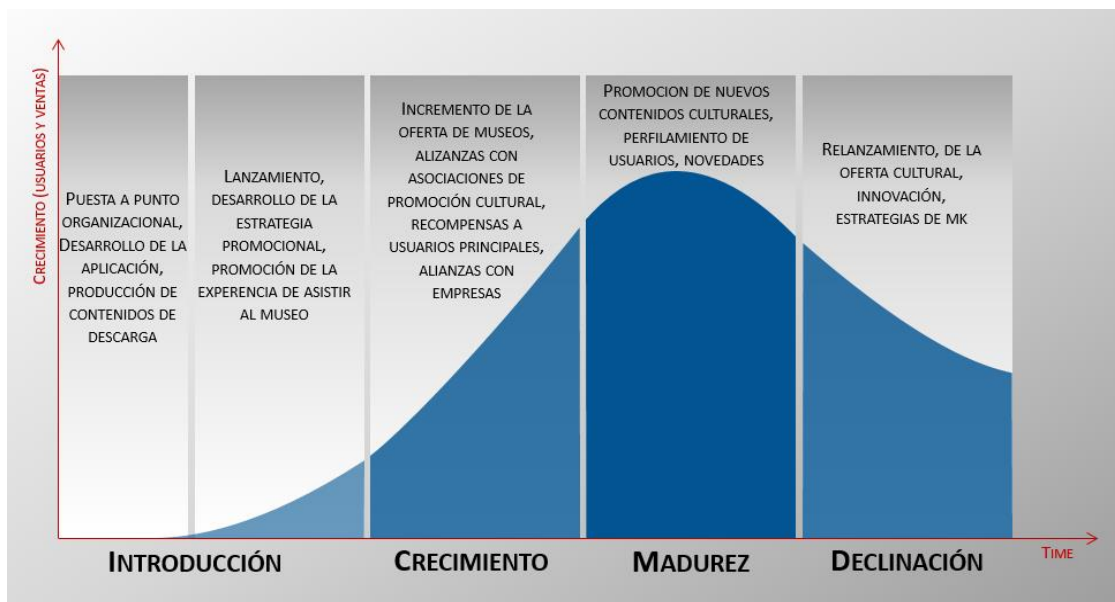 CRECIMIENTO (USUARIOS Y VENTAS)
PUESTA A PUNTO
ORGANIZACIONAL,
DESARROLLO DE LA
APLICACIÓN,
PRODUCCIÓN DE
CONTENIDOS DE
DESCARGA
LANZAMIENTO,
DESARROLLO DE LA
ESTRATEGIA
PROMOCIONAL,
PROMOCIÓN DE LA
EXPERENCIA DE ASISTIR
AL MUSEO
INCREMENTO DE LA
OFERTA DE MUSEOS,
ALIZANZAS CON
ASOCIACIONES DE
PROMOCIÓN CULTURAL,
RECOMPENSAS A
USUARIOS PRINCIPALES,
ALIANZAS CON
EMPRESAS
PROMOCION DE NUEVOS
CONTENIDOS CULTURALES,
PERFILAMIENTO DE
USUARIOS, NOVEDADES
RELANZAMIENTO, DE LA
OFERTA CULTURAL,
INNOVACIÓN,
ESTRATEGIAS DE MK
INTRODUCCIÓN
CRECIMIENTO
MADUREZ
DECLINACIÓN
TIME